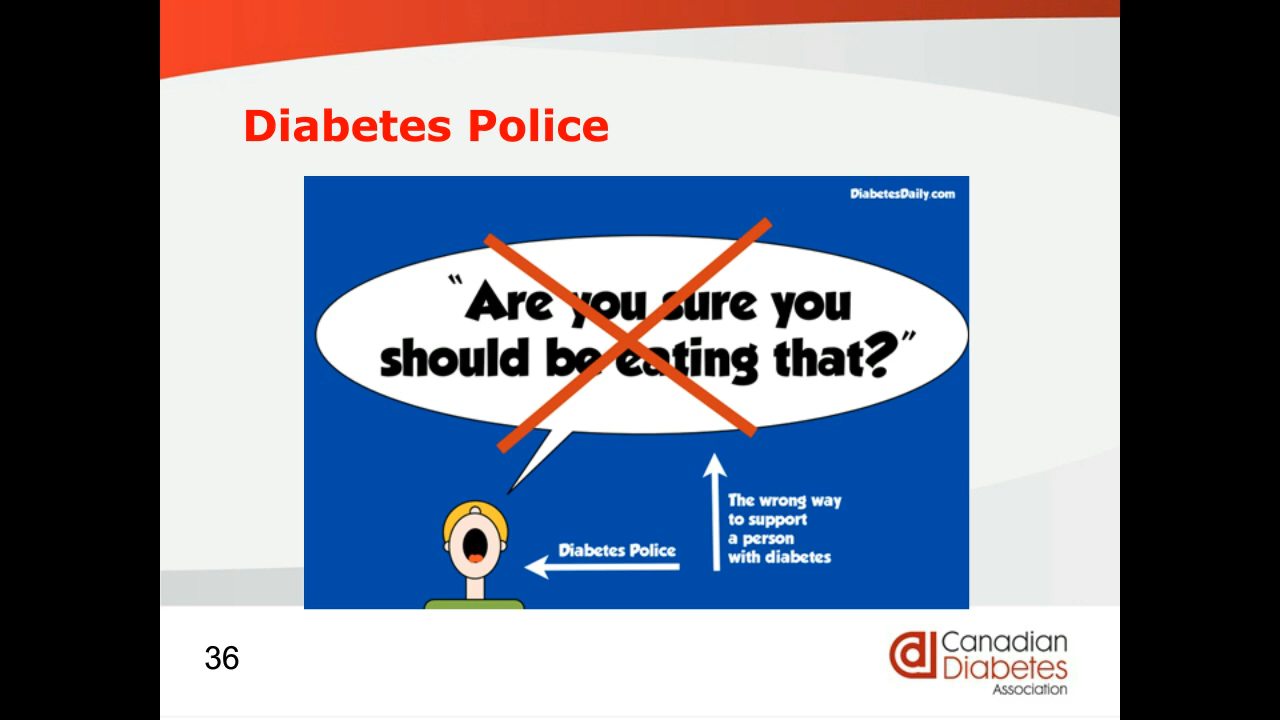 Diabetes Police
DiabetesDaily.com
"Are you sure you
should be eating that?"
The wrong way
to support
a person
with diabetes
Diabetes Police
36
Canadian
Diabetes
Association